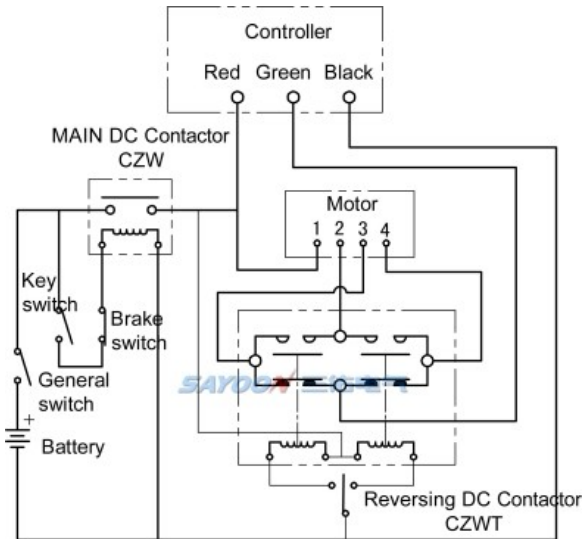 Controller
Red Green Black
MAIN DC Contactor
CZW
Motor
1 2 3 4
Key
switch
Brake
switch
General
switch
SAYOON
+
Battery
Reversing DC Contactor
CZWT